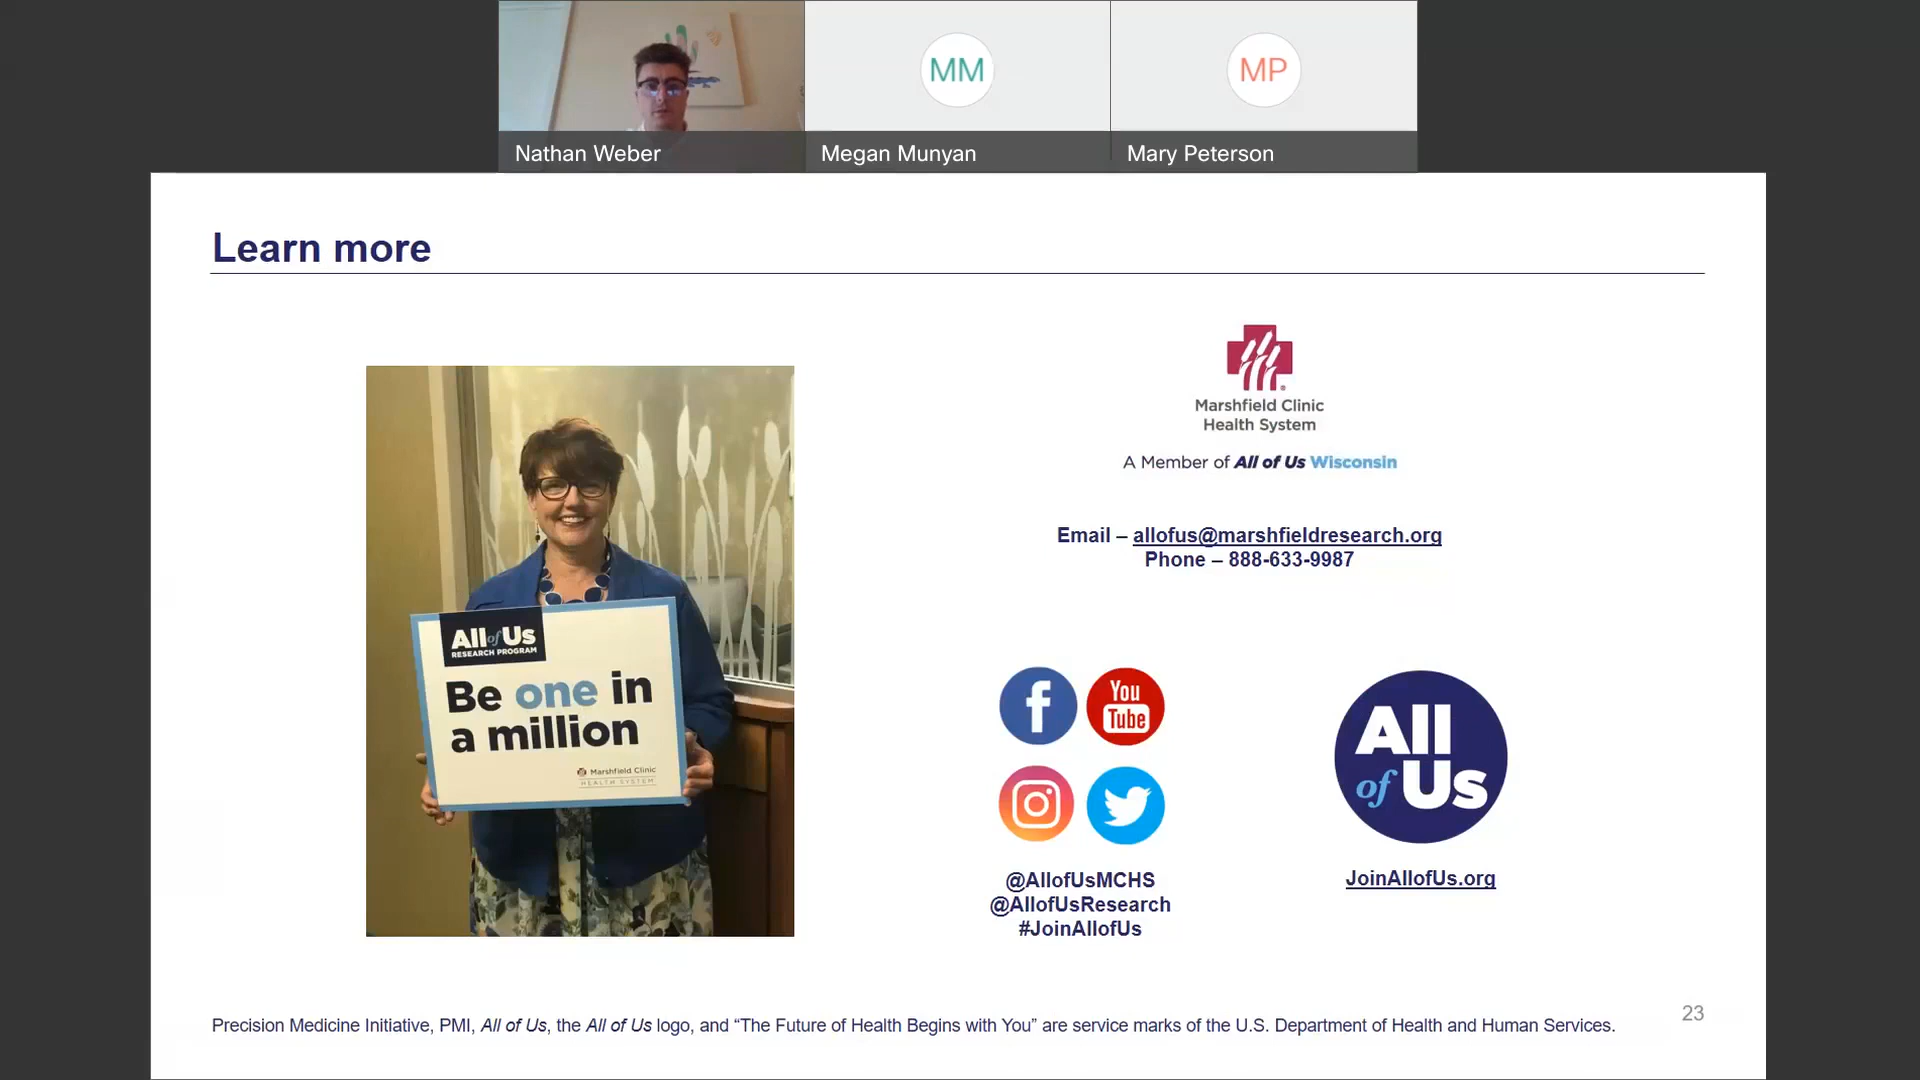 MM
MP
Nathan Weber
Megan Munyan
Mary Peterson
Learn more
All of Us
RESEARCH PROGRAM
Be one in
a million
Marshfield Clinic
HEALTH SYSTEM
Marshfield Clinic
Health System
A Member of All of Us Wisconsin
Email – allofus@marshfieldresearch.org
Phone – 888-633-9987
f
You
Tube
@AllofUsMCHS
@AllofUsResearch
#JoinAllofUs
All
of Us
JoinAllofUs.org
Precision Medicine Initiative, PMI, All of Us, the All of Us logo, and “The Future of Health Begins with You” are service marks of the U.S. Department of Health and Human Services.
23